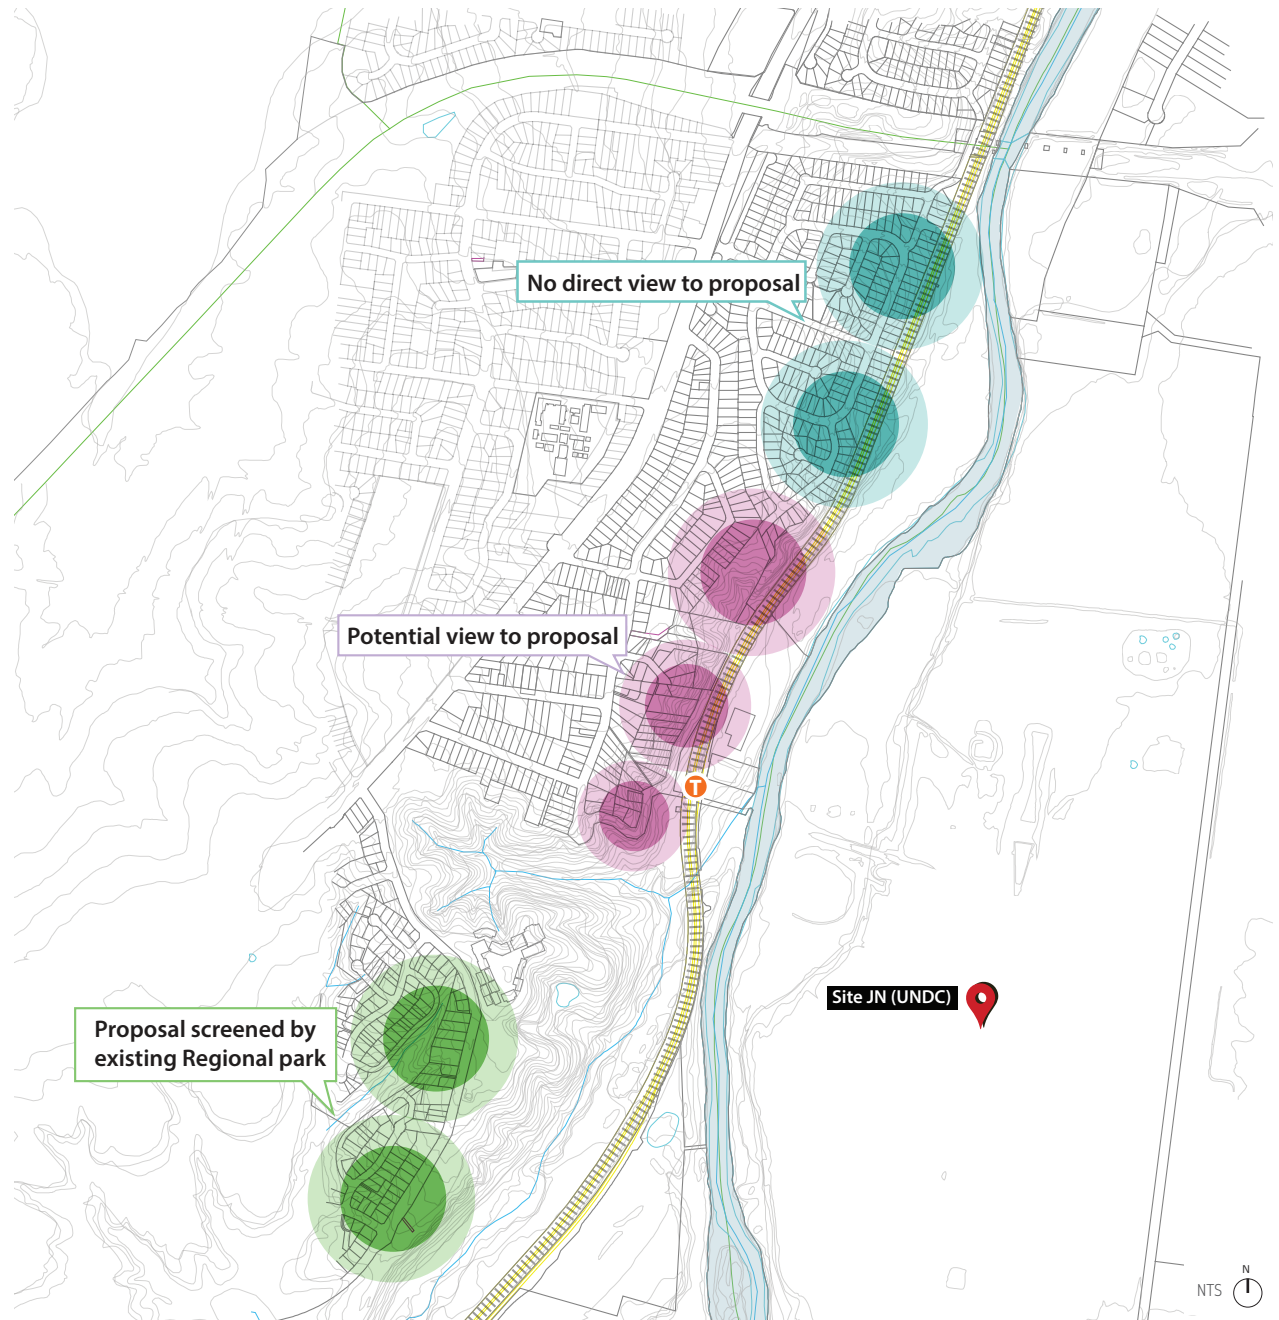 No direct view to proposal
Potential view to proposal
T
Site JN (UNDC)
Proposal screened by
existing Regional park
N
NTS